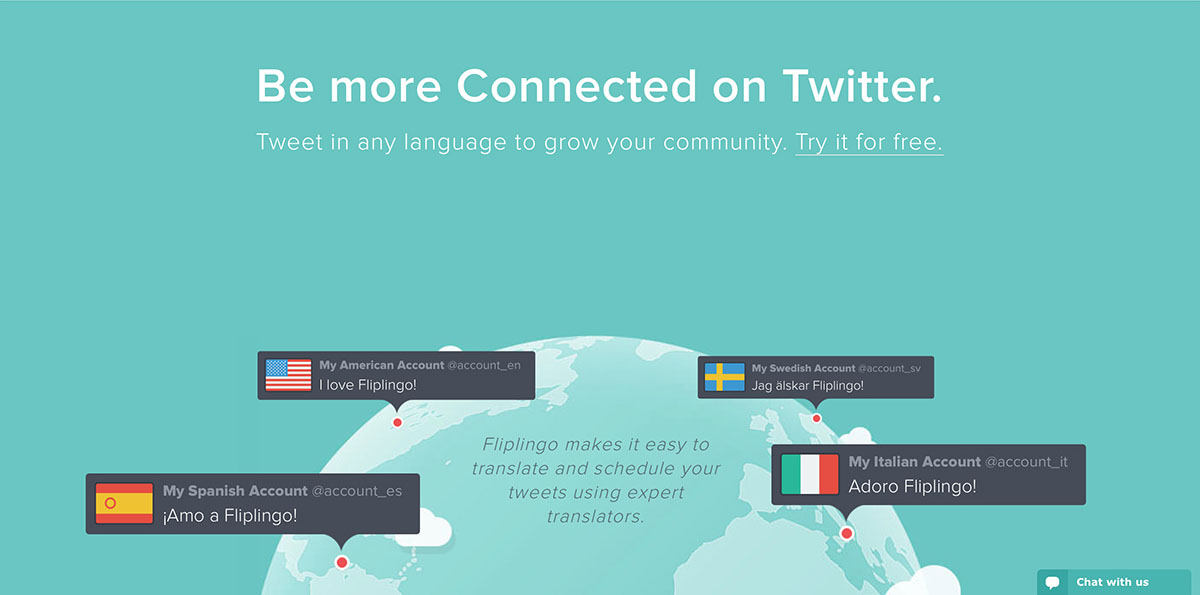 Be more Connected on Twitter.
Tweet in any language to grow your community. Try it for free.
My American Account @account_en
I love Fliplingo!
My Swedish Account @account_sv
Jag älskar Fliplingo!
Fliplingo makes it easy to
translate and schedule your
tweets using expert
translators.
My Italian Account @account_it
Adoro Fliplingo!
My Spanish Account @account_es
¡Amo a Fliplingo!
Chat with us